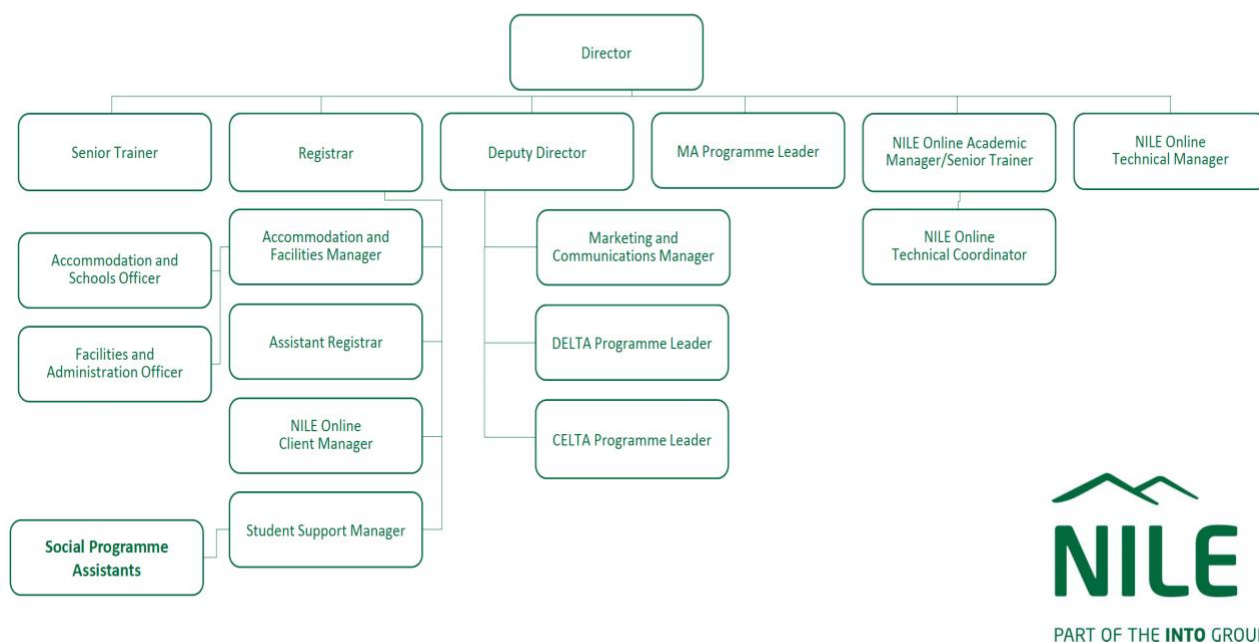 Director
Senior Trainer
Registrar
Deputy Director
MA Programme Leader
NILE Online Academic
Manager/Senior Trainer
NILE Online
Technical Manager
Accommodation and
Schools Officer
Accommodation and
Facilities Manager
Marketing and
Communications Manager
NILE Online
Technical Coordinator
Facilities and
Administration Officer
Assistant Registrar
DELTA Programme Leader
NILE Online
Client Manager
CELTA Programme Leader
Social Programme
Assistants
Student Support Manager
NILE
PART OF THE INTO GROUP